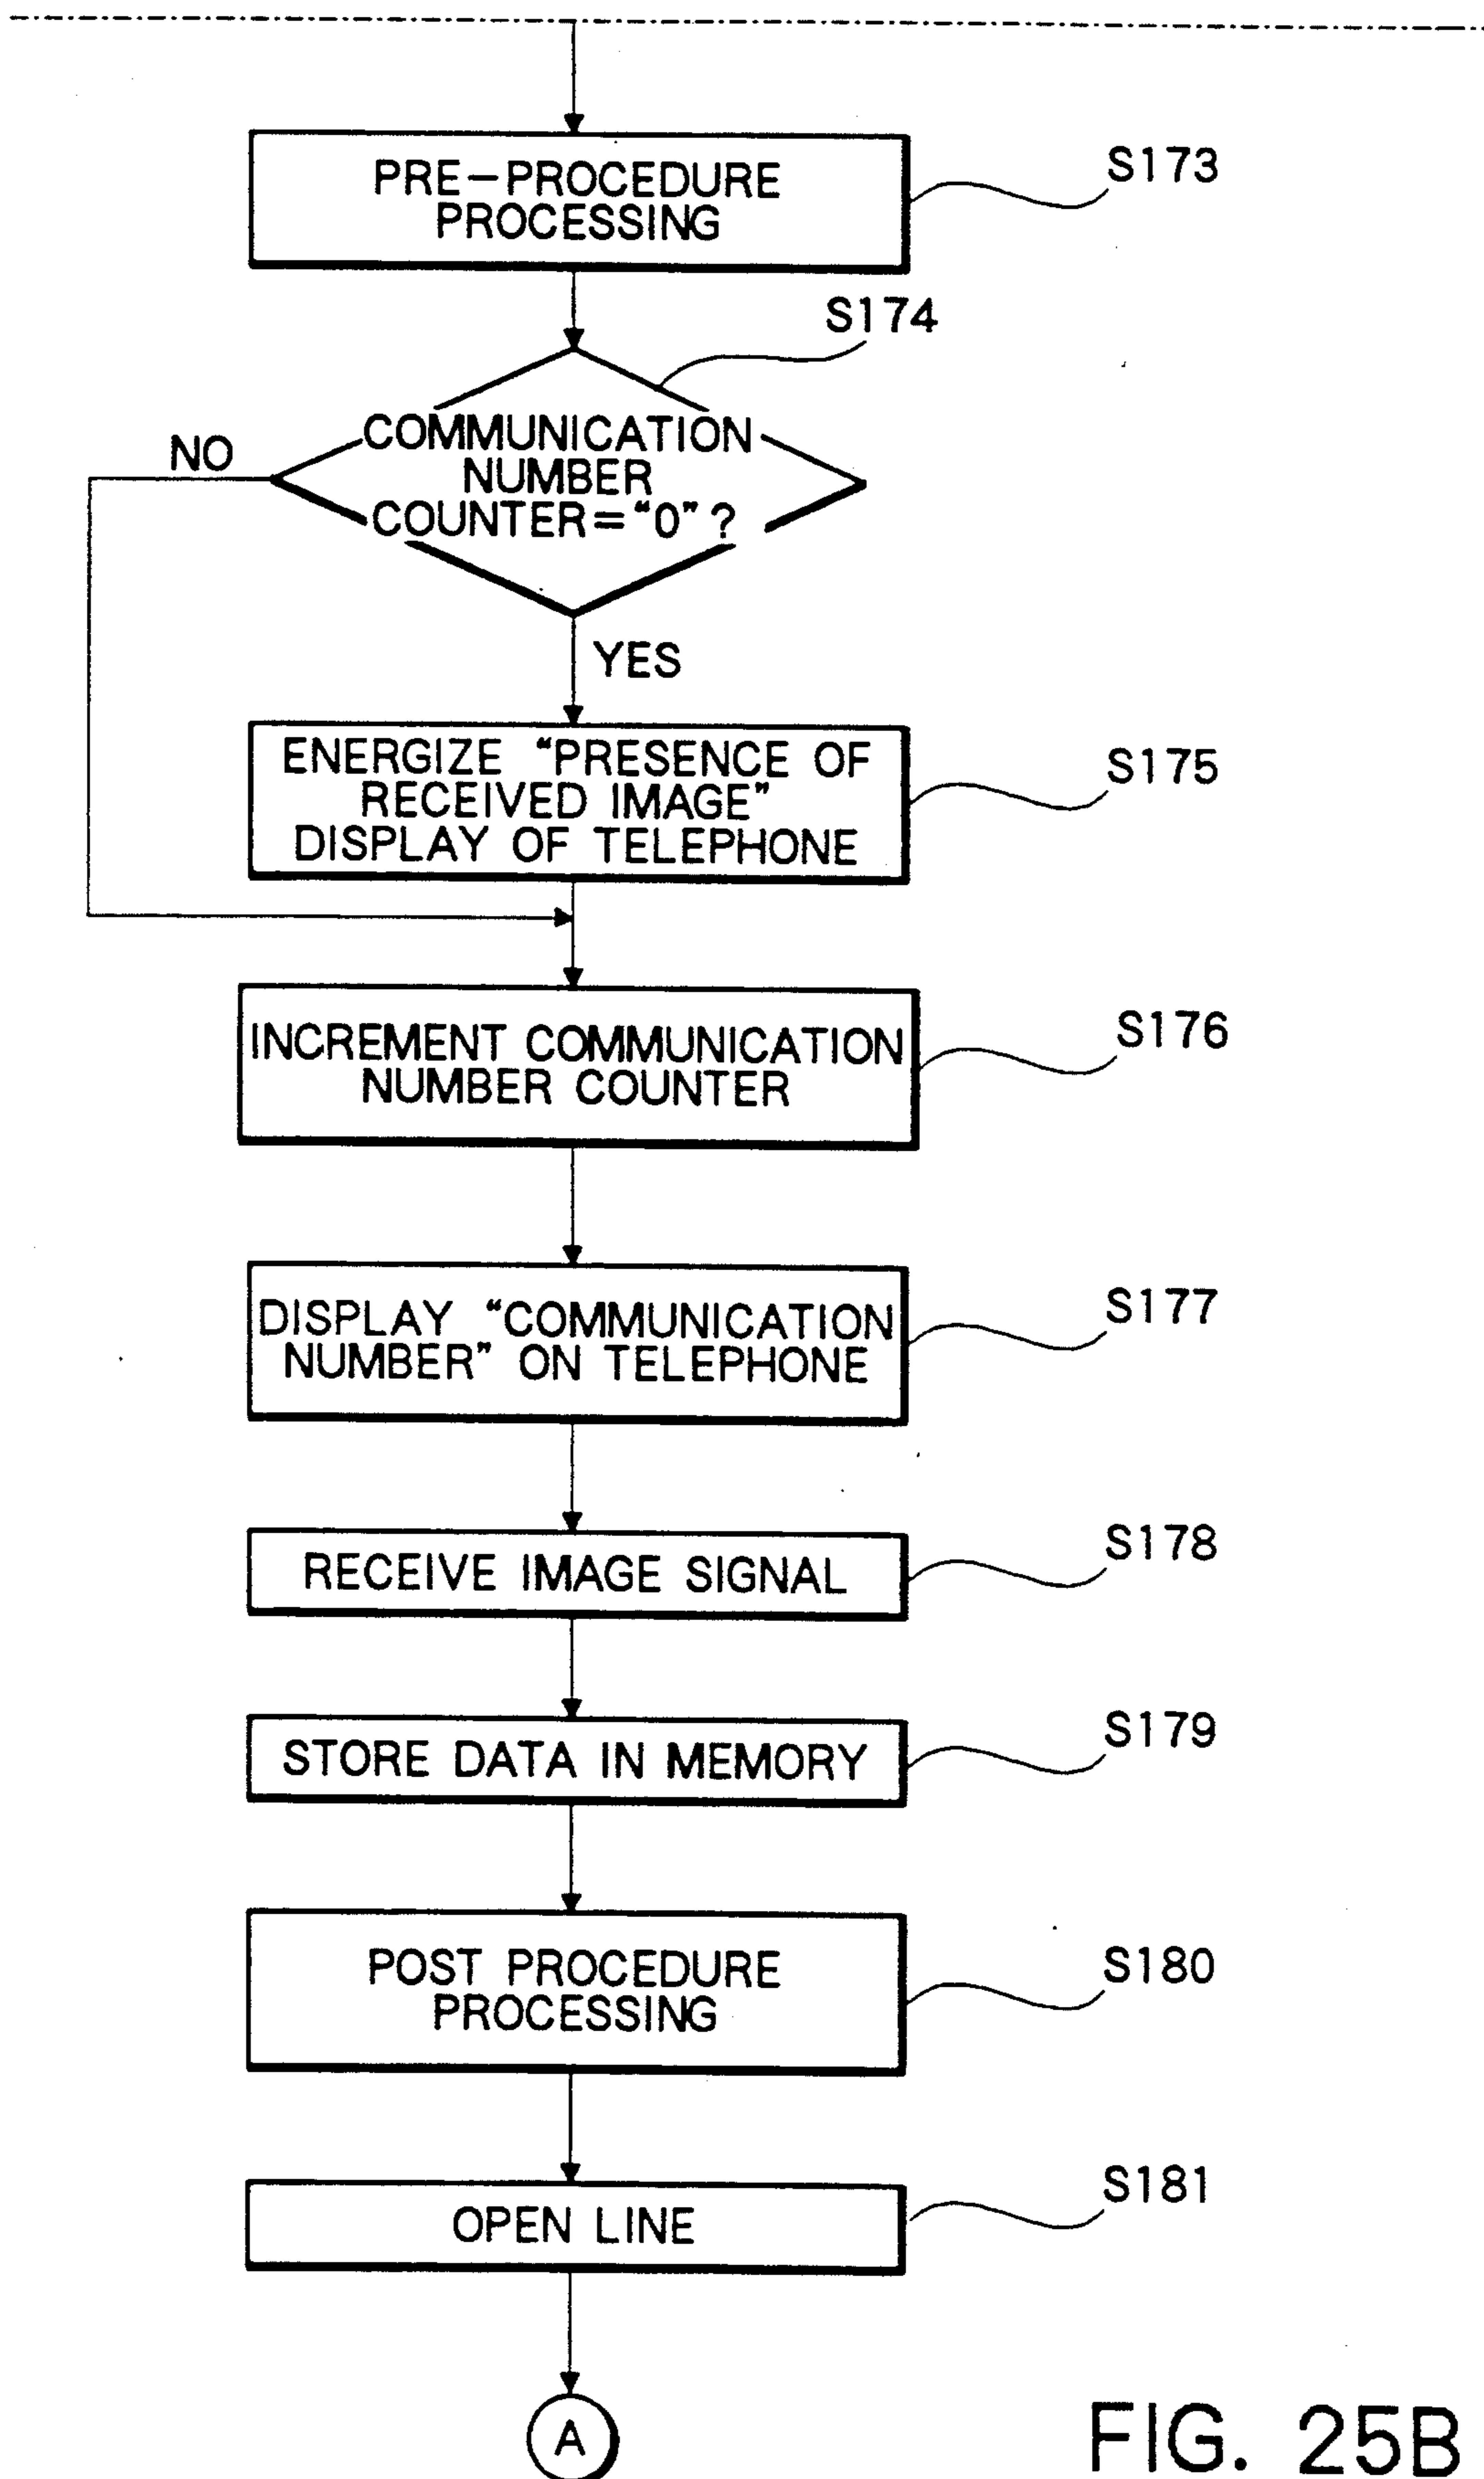 PRE-PROCEDURE
PROCESSING
S173
S174
COMMUNICATION
NUMBER
COUNTER="0"?
NO
YES
ENERGIZE "PRESENCE OF
RECEIVED IMAGE"
DISPLAY OF TELEPHONE
S175
INCREMENT COMMUNICATION
NUMBER COUNTER
S176
DISPLAY "COMMUNICATION
NUMBER" ON TELEPHONE
S177
RECEIVE IMAGE SIGNAL
S178
STORE DATA IN MEMORY
S179
POST PROCEDURE
PROCESSING
S180
OPEN LINE
S181
A
FIG. 25B